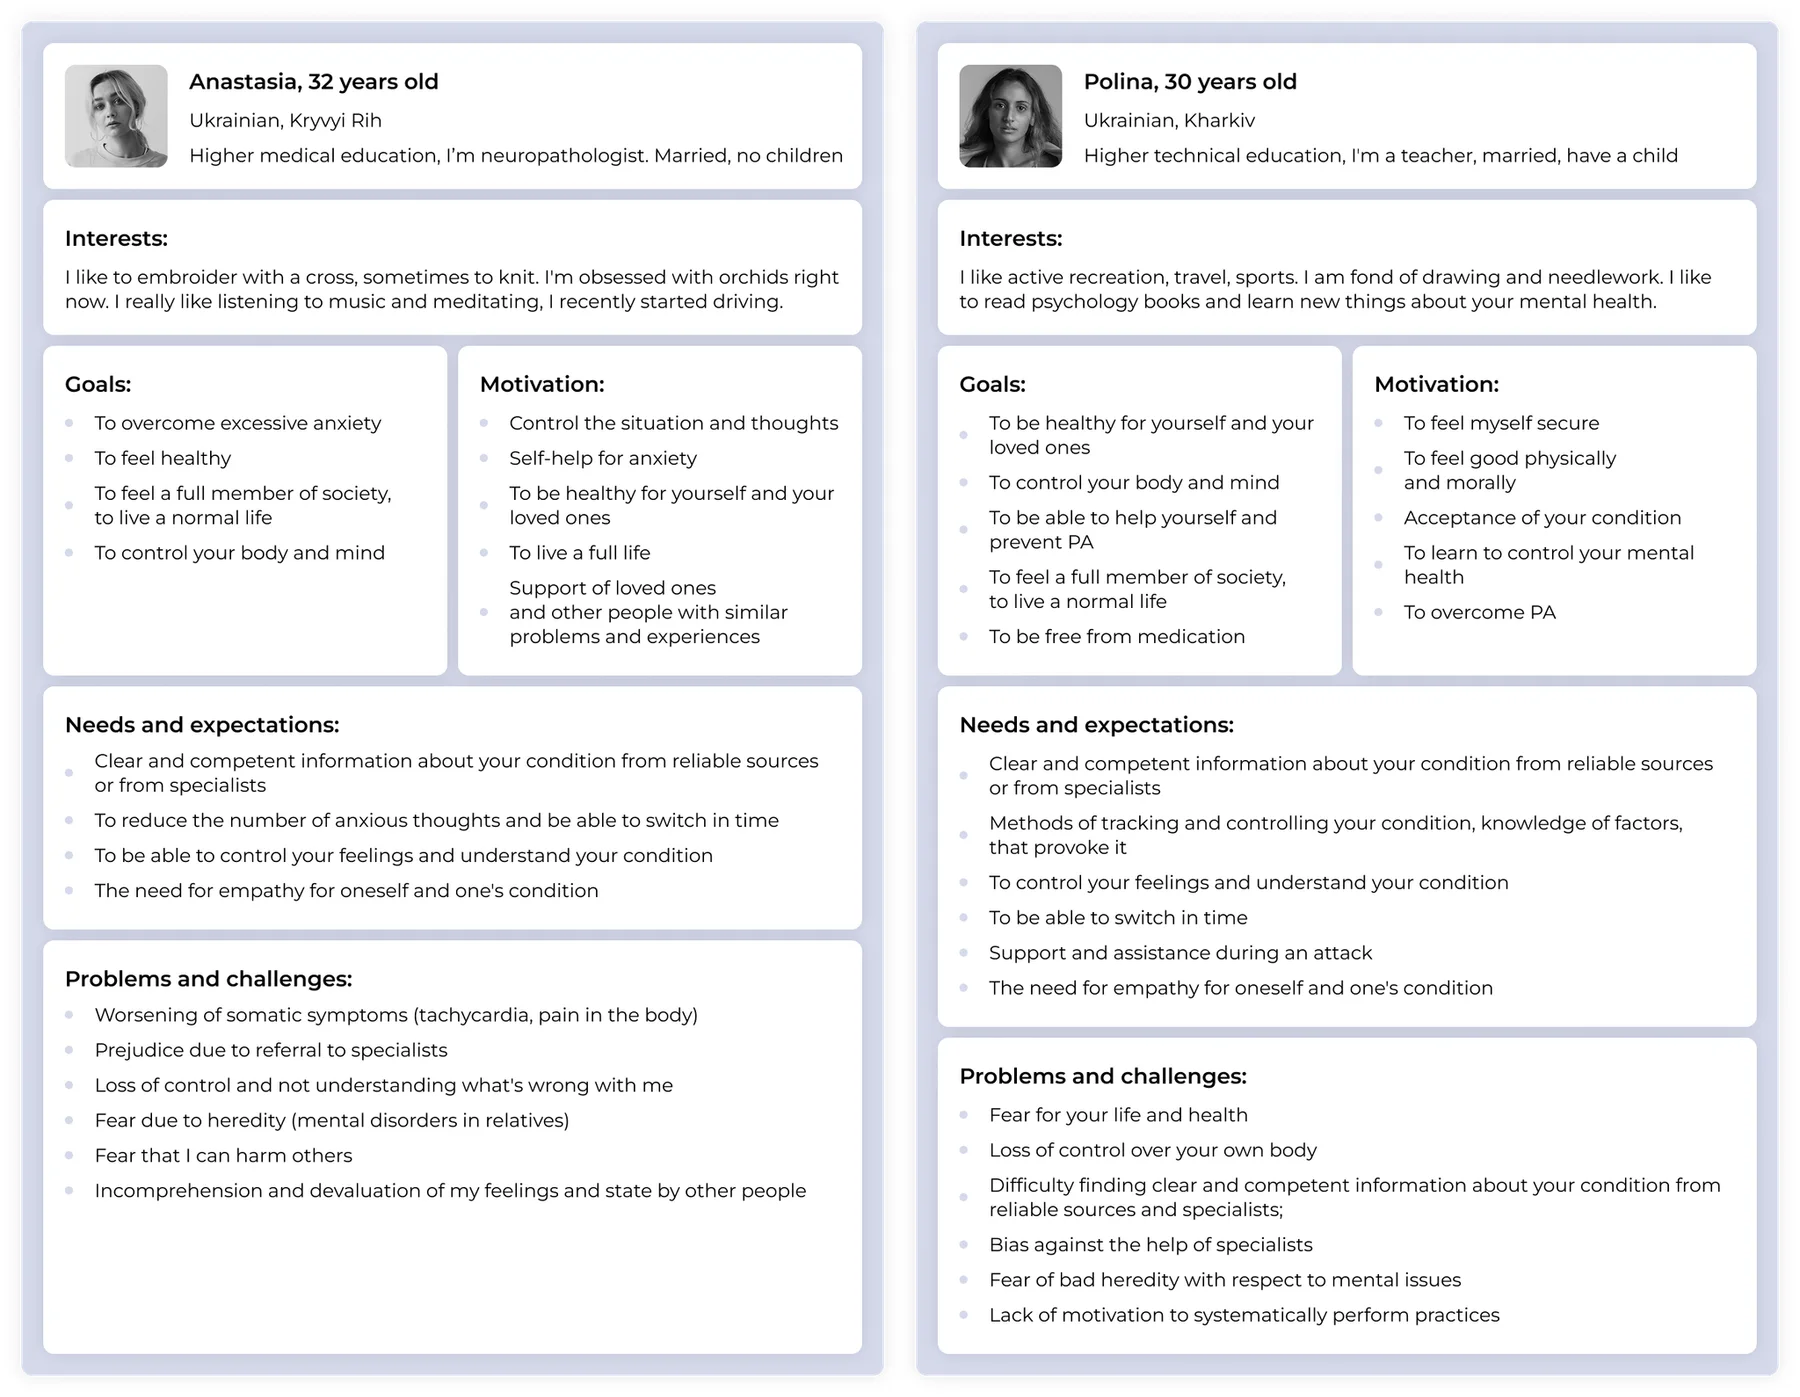 Anastasia, 32 years old
Ukrainian, Kryvyi Rih
Higher medical education, I’m neuropathologist. Married, no children
Interests:
I like to embroider with a cross, sometimes to knit. I'm obsessed with orchids right
now. I really like listening to music and meditating, I recently started driving.
Goals:
To overcome excessive anxiety
To feel healthy
To feel a full member of society,
to live a normal life
To control your body and mind
Motivation:
Control the situation and thoughts
Self-help for anxiety
To be healthy for yourself and your
loved ones
To live a full life
Support of loved ones
and other people with similar
problems and experiences
Needs and expectations:
Clear and competent information about your condition from reliable sources
or from specialists
To reduce the number of anxious thoughts and be able to switch in time
To be able to control your feelings and understand your condition
The need for empathy for oneself and one's condition
Problems and challenges:
Worsening of somatic symptoms (tachycardia, pain in the body)
Prejudice due to referral to specialists
Loss of control and not understanding what's wrong with me
Fear due to heredity (mental disorders in relatives)
Fear that I can harm others
Incomprehension and devaluation of my feelings and state by other people
Polina, 30 years old
Ukrainian, Kharkiv
Higher technical education, I'm a teacher, married, have a child
Interests:
I like active recreation, travel, sports. I am fond of drawing and needlework. I like
to read psychology books and learn new things about your mental health.
Goals:
To be healthy for yourself and your
loved ones
To control your body and mind
To be able to help yourself and
prevent PA
To feel a full member of society,
to live a normal life
To be free from medication
Motivation:
To feel myself secure
To feel good physically
and morally
Acceptance of your condition
To learn to control your mental
health
To overcome PA
Needs and expectations:
Clear and competent information about your condition from reliable sources
or from specialists
Methods of tracking and controlling your condition, knowledge of factors,
that provoke it
To control your feelings and understand your condition
To be able to switch in time
Support and assistance during an attack
The need for empathy for oneself and one's condition
Problems and challenges:
Fear for your life and health
Loss of control over your own body
Difficulty finding clear and competent information about your condition from
reliable sources and specialists;
Bias against the help of specialists
Fear of bad heredity with respect to mental issues
Lack of motivation to systematically perform practices